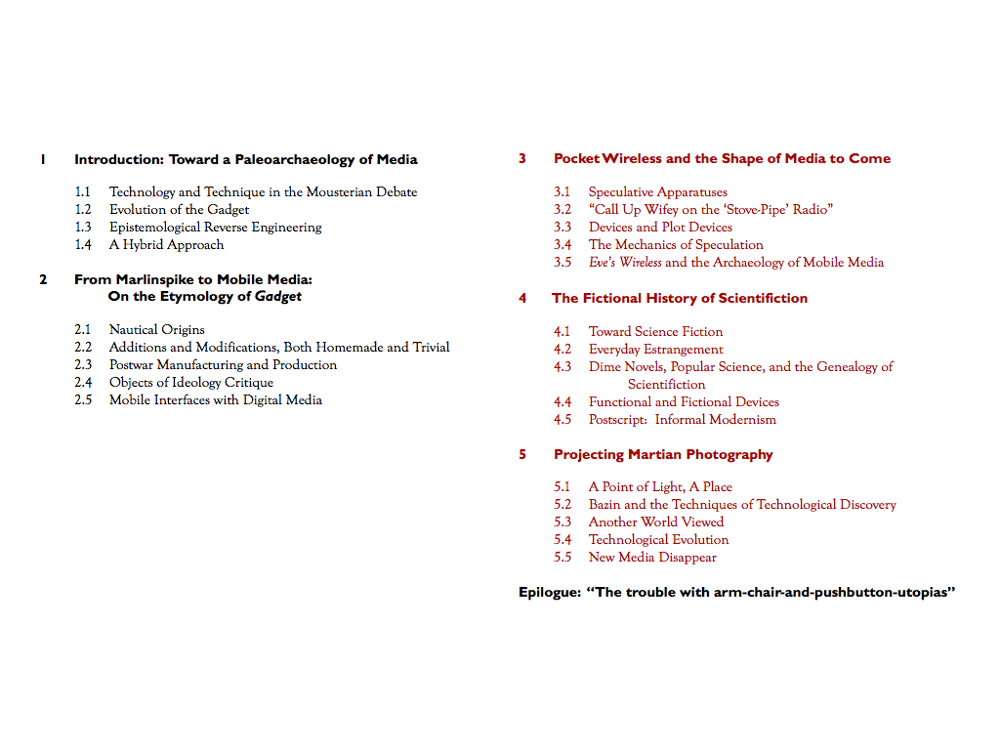 1 Introduction: Toward a Paleoarchaeology of Media
1.1 Technology and Technique in the Mousterian Debate
1.2 Evolution of the Gadget
1.3 Epistemological Reverse Engineering
1.4 A Hybrid Approach
2 From Marlinspike to Mobile Media:
On the Etymology of Gadget
2.1 Nautical Origins
2.2 Additions and Modifications, Both Homemade and Trivial
2.3 Postwar Manufacturing and Production
2.4 Objects of Ideology Critique
2.5 Mobile Interfaces with Digital Media
3 Pocket Wireless and the Shape of Media to Come
3.1 Speculative Apparatuses
3.2 “Call Up Wifey on the ‘Stove-Pipe’ Radio”
3.3 Devices and Plot Devices
3.4 The Mechanics of Speculation
3.5 Eve’s Wireless and the Archaeology of Mobile Media
4 The Fictional History of Scientifiction
4.1 Toward Science Fiction
4.2 Everyday Estrangement
4.3 Dime Novels, Popular Science, and the Genealogy of
Scientifiction
4.4 Functional and Fictional Devices
4.5 Postscript: Informal Modernism
5 Projecting Martian Photography
5.1 A Point of Light, A Place
5.2 Bazin and the Techniques of Technological Discovery
5.3 Another World Viewed
5.4 Technological Evolution
5.5 New Media Disappear
Epilogue: “The trouble with arm-chair-and-pushbutton-utopias”